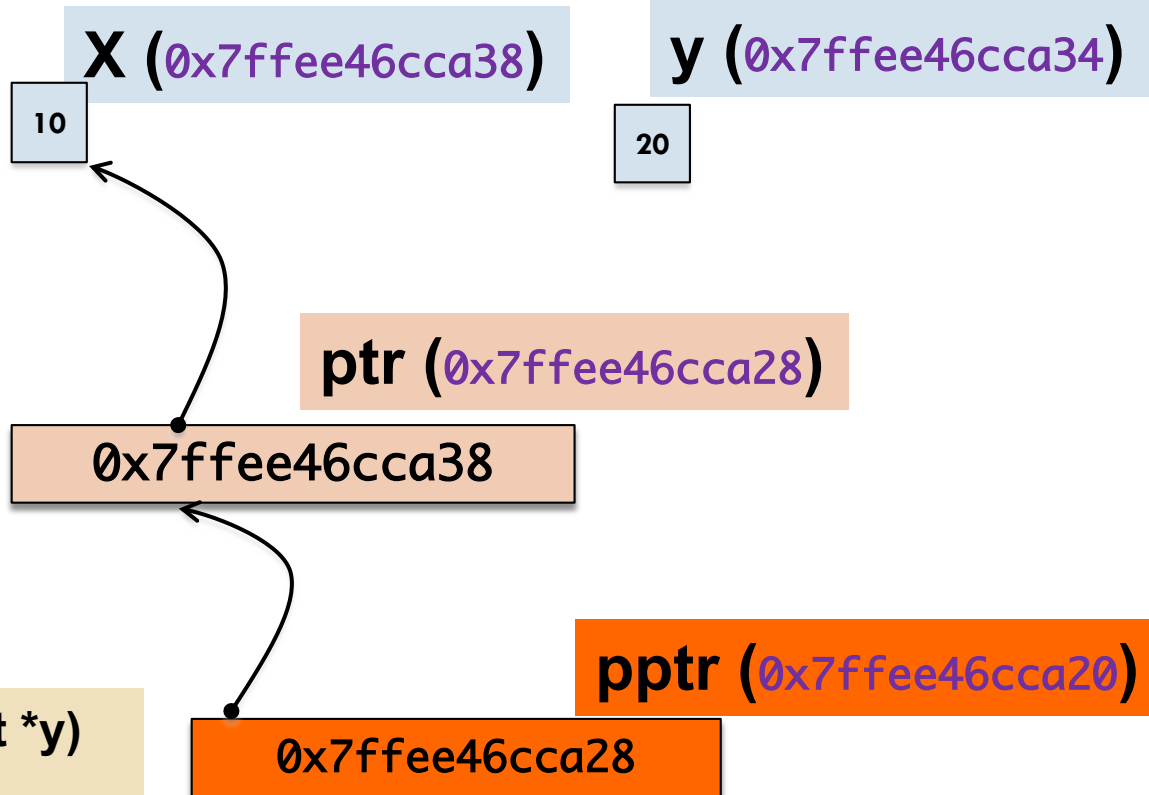 X (0x7ffee46cca38)
y (0x7ffee46cca34)
10
20
ptr (0x7ffee46cca28)
0x7ffee46cca38
pptr (0x7ffee46cca20)
t *y)
0x7ffee46cca28